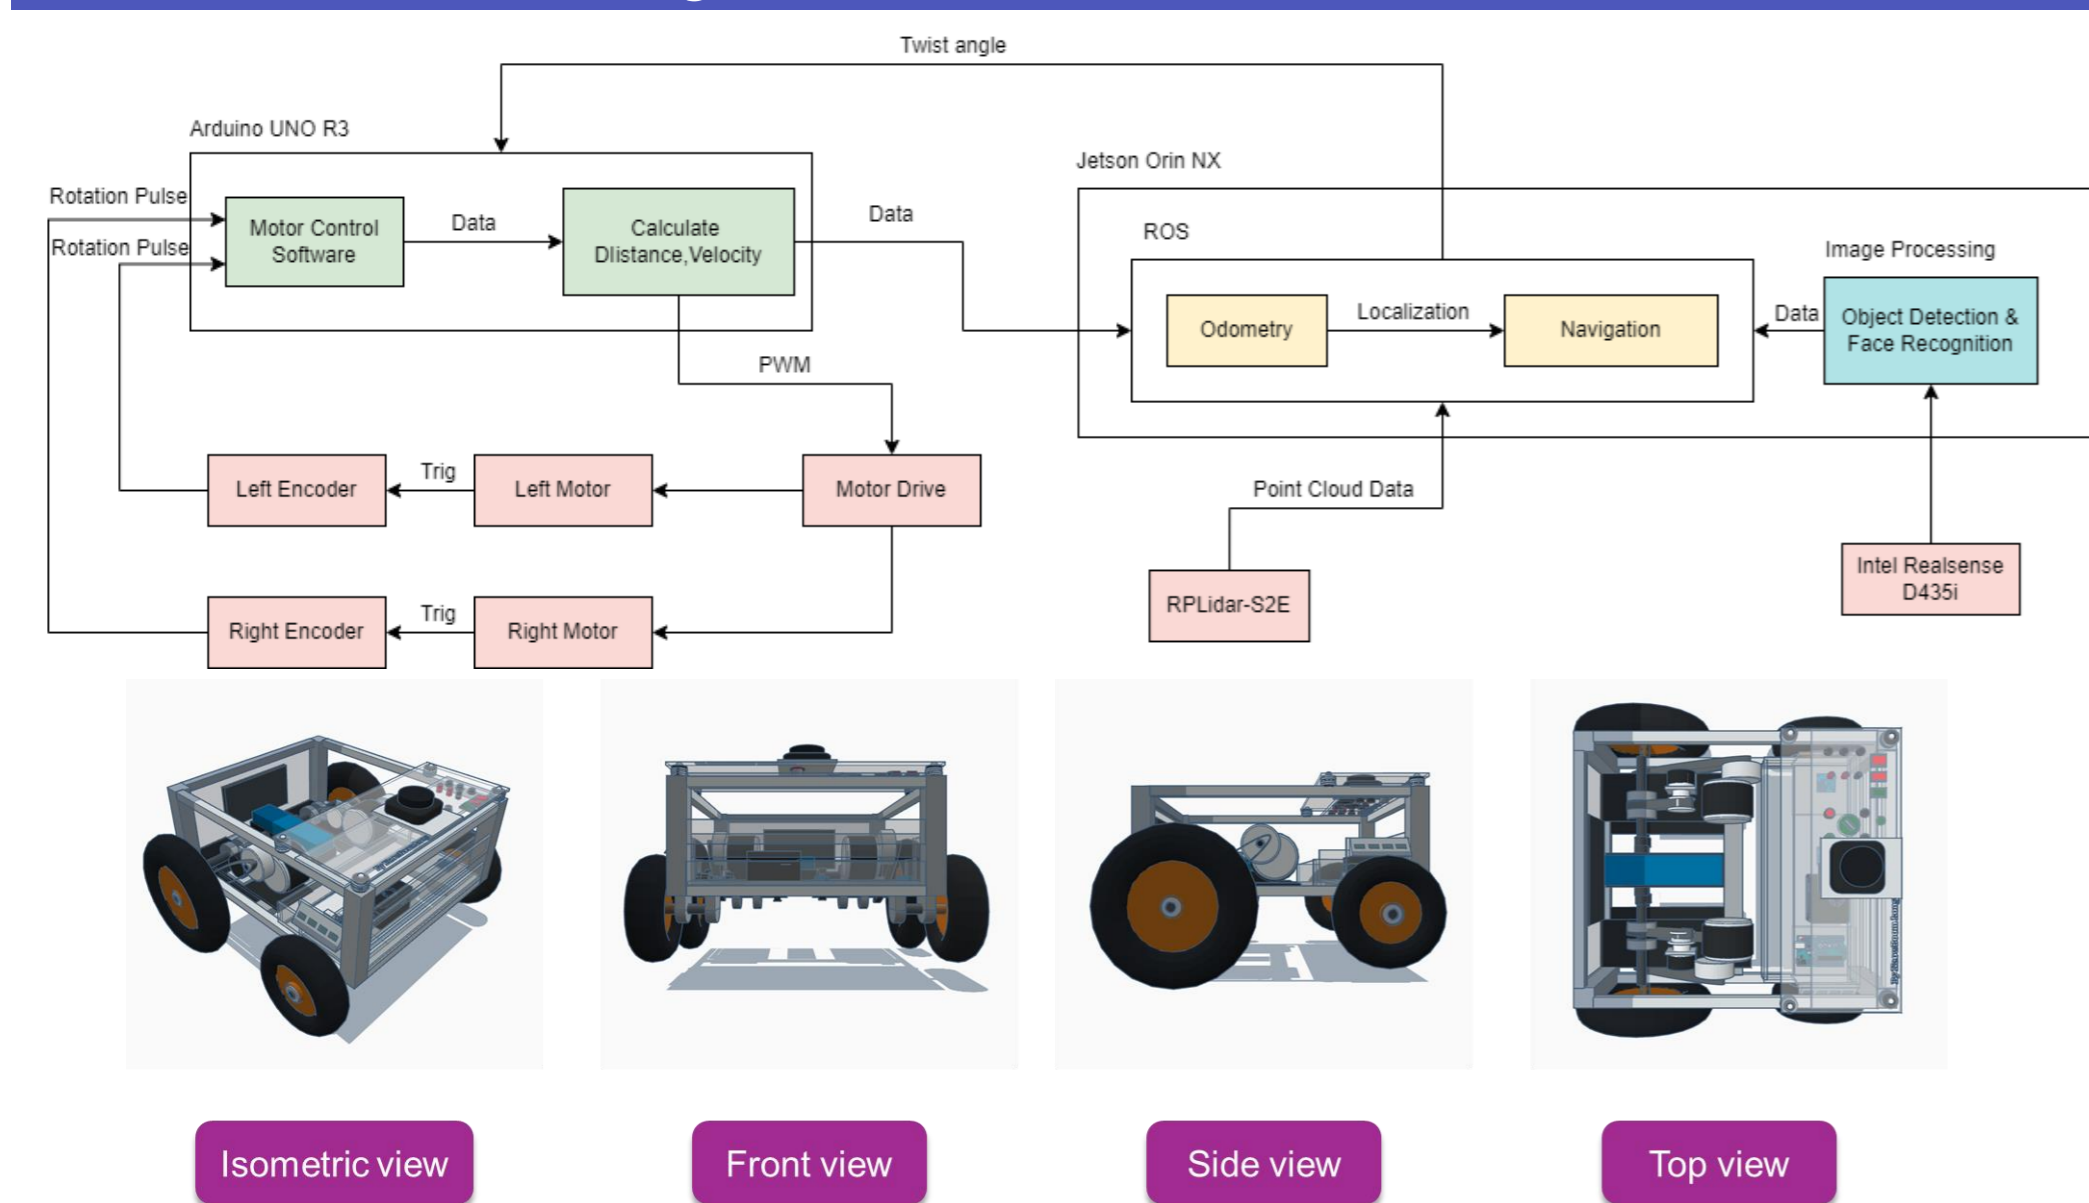 Twist angle
Arduino UNO R3
Jetson Orin NX
Rotation Pulse
Rotation Pulse
Motor Control
Software
Data
Calculate
DIistance,Velocity
Data
ROS
Image Processing
Odometry
Localization
Navigation
Data
Object Detection &
Face Recognition
PWM
Left Encoder
Trig
Left Motor
Motor Drive
Point Cloud Data
Intel Realsense
D435i
RPLidar-S2E
Right Encoder
Trig
Right Motor
Isometric view
Front view
Side view
Top view